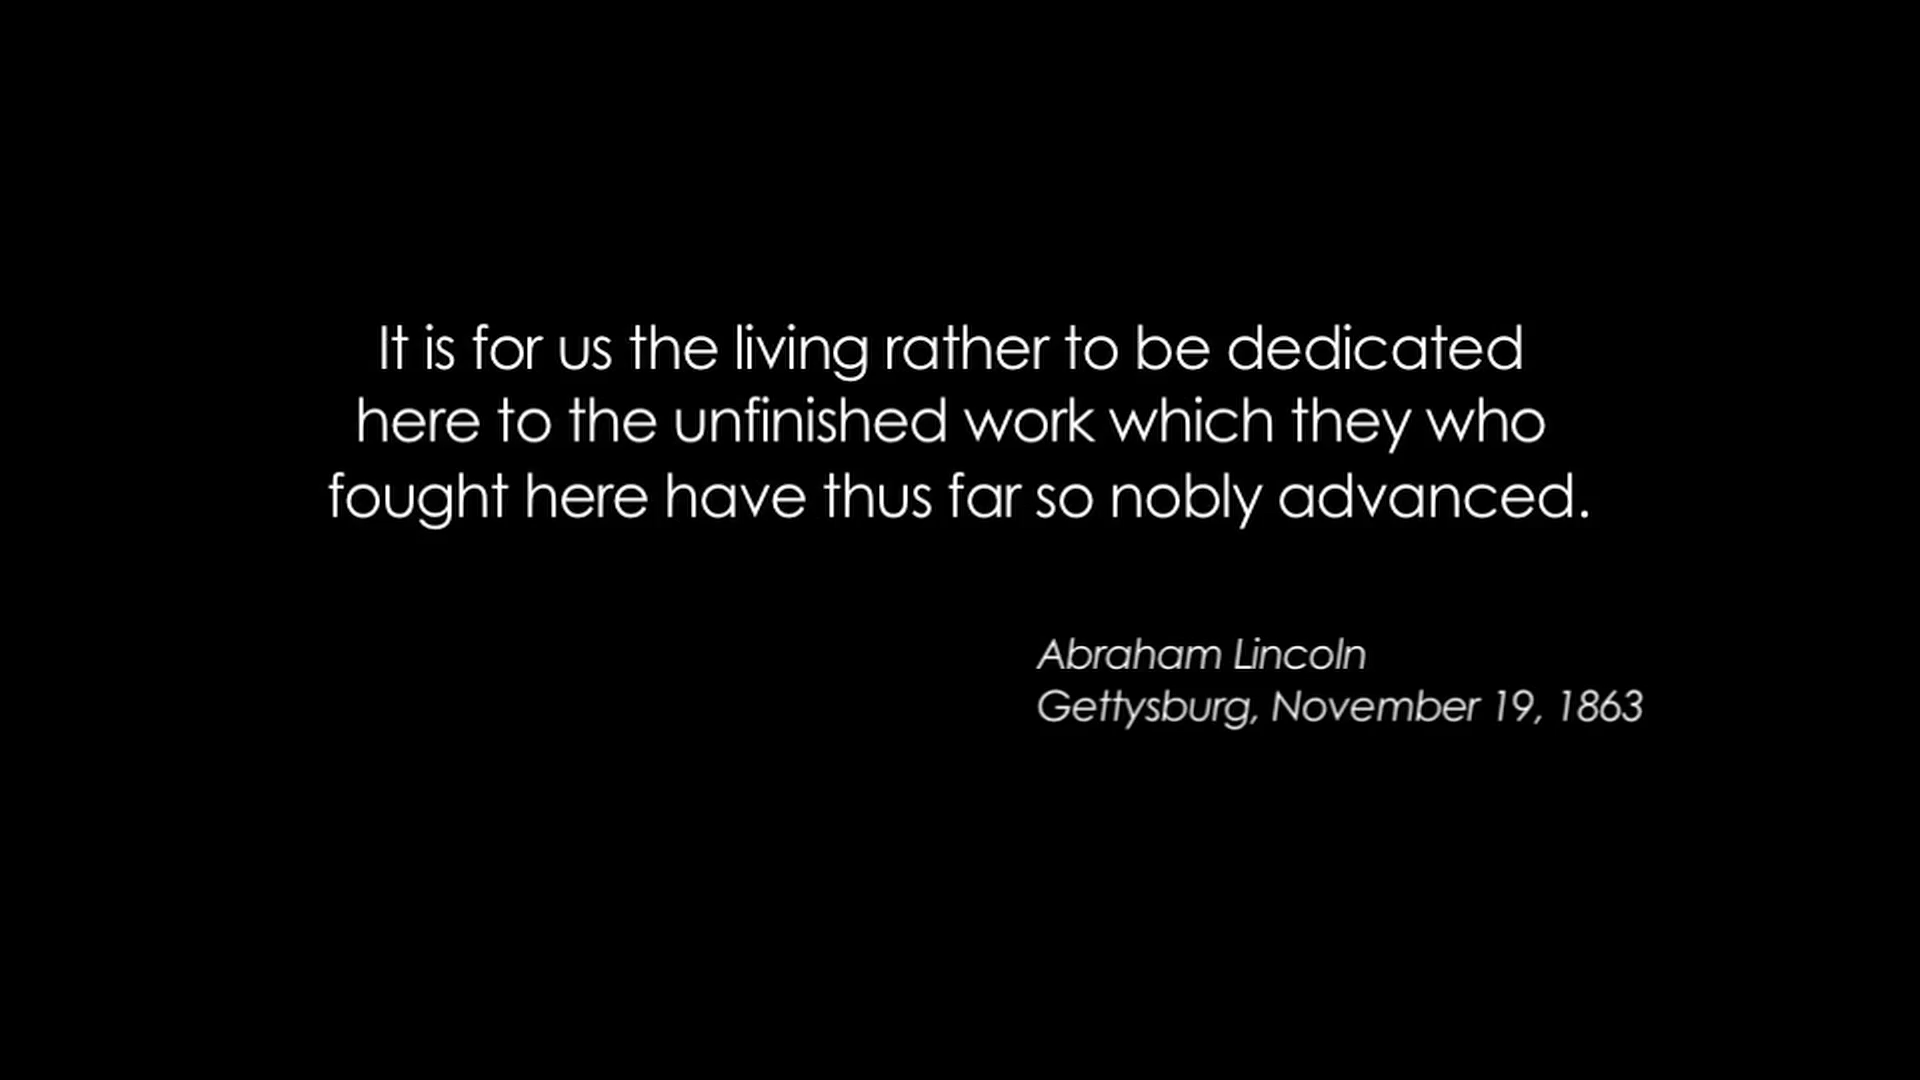 It is for us the living rather to be dedicated
here to the unfinished work which they who
fought here have thus far so nobly advanced.
Abraham Lincoln
Gettysburg, November 19, 1863